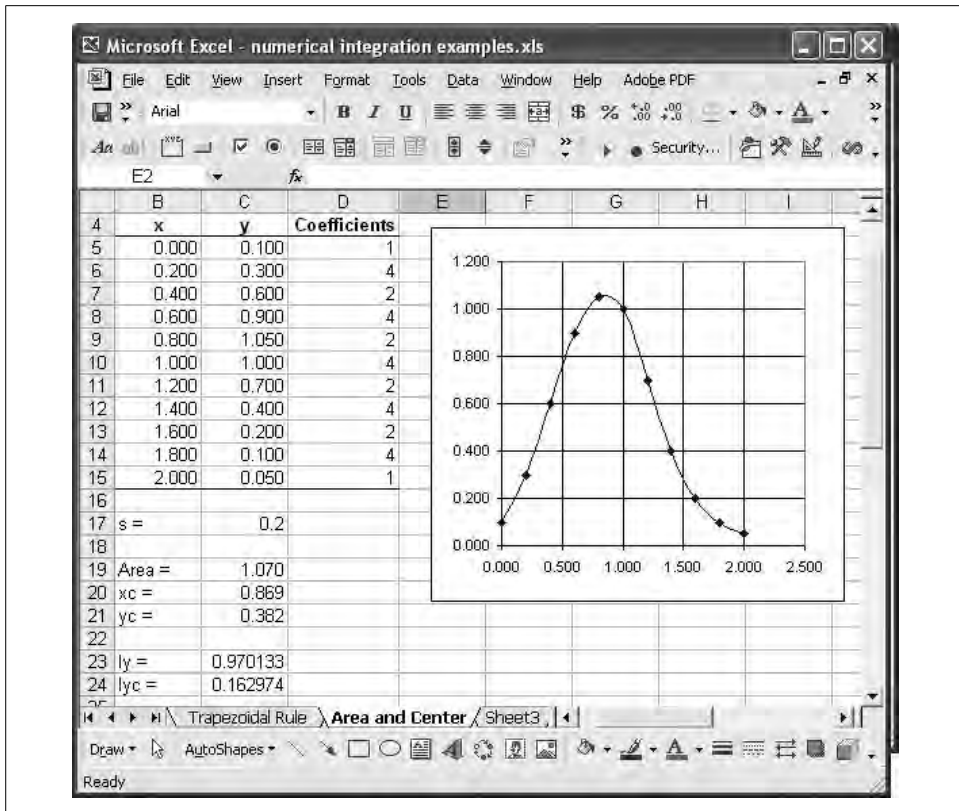 Microsoft Excel - numerical integration examples.xls
File Edit View Insert Format Tools Data Window Help Adobe PDF
Arial B I U $ %
Aa ab| XYZ Security...
E2 fx
B C D E F G H I
4 x y Coefficients
5 0.000 0.100 1
6 0.200 0.300 4
7 0.400 0.600 2
8 0.600 0.900 4
9 0.800 1.050 2
10 1.000 1.000 4
11 1.200 0.700 2
12 1.400 0.400 4
13 1.600 0.200 2
14 1.800 0.100 4
15 2.000 0.050 1
16
17 s = 0.2
18
19 Area = 1.070
20 xc = 0.869
21 yc = 0.382
22
23 Iy = 0.970133
24 Iyc = 0.162974
1.200
1.000
0.800
0.600
0.400
0.200
0.000
0.000 0.500 1.000 1.500 2.000 2.500
Trapezoidal Rule Area and Center Sheet3
Draw AutoShapes A
Ready